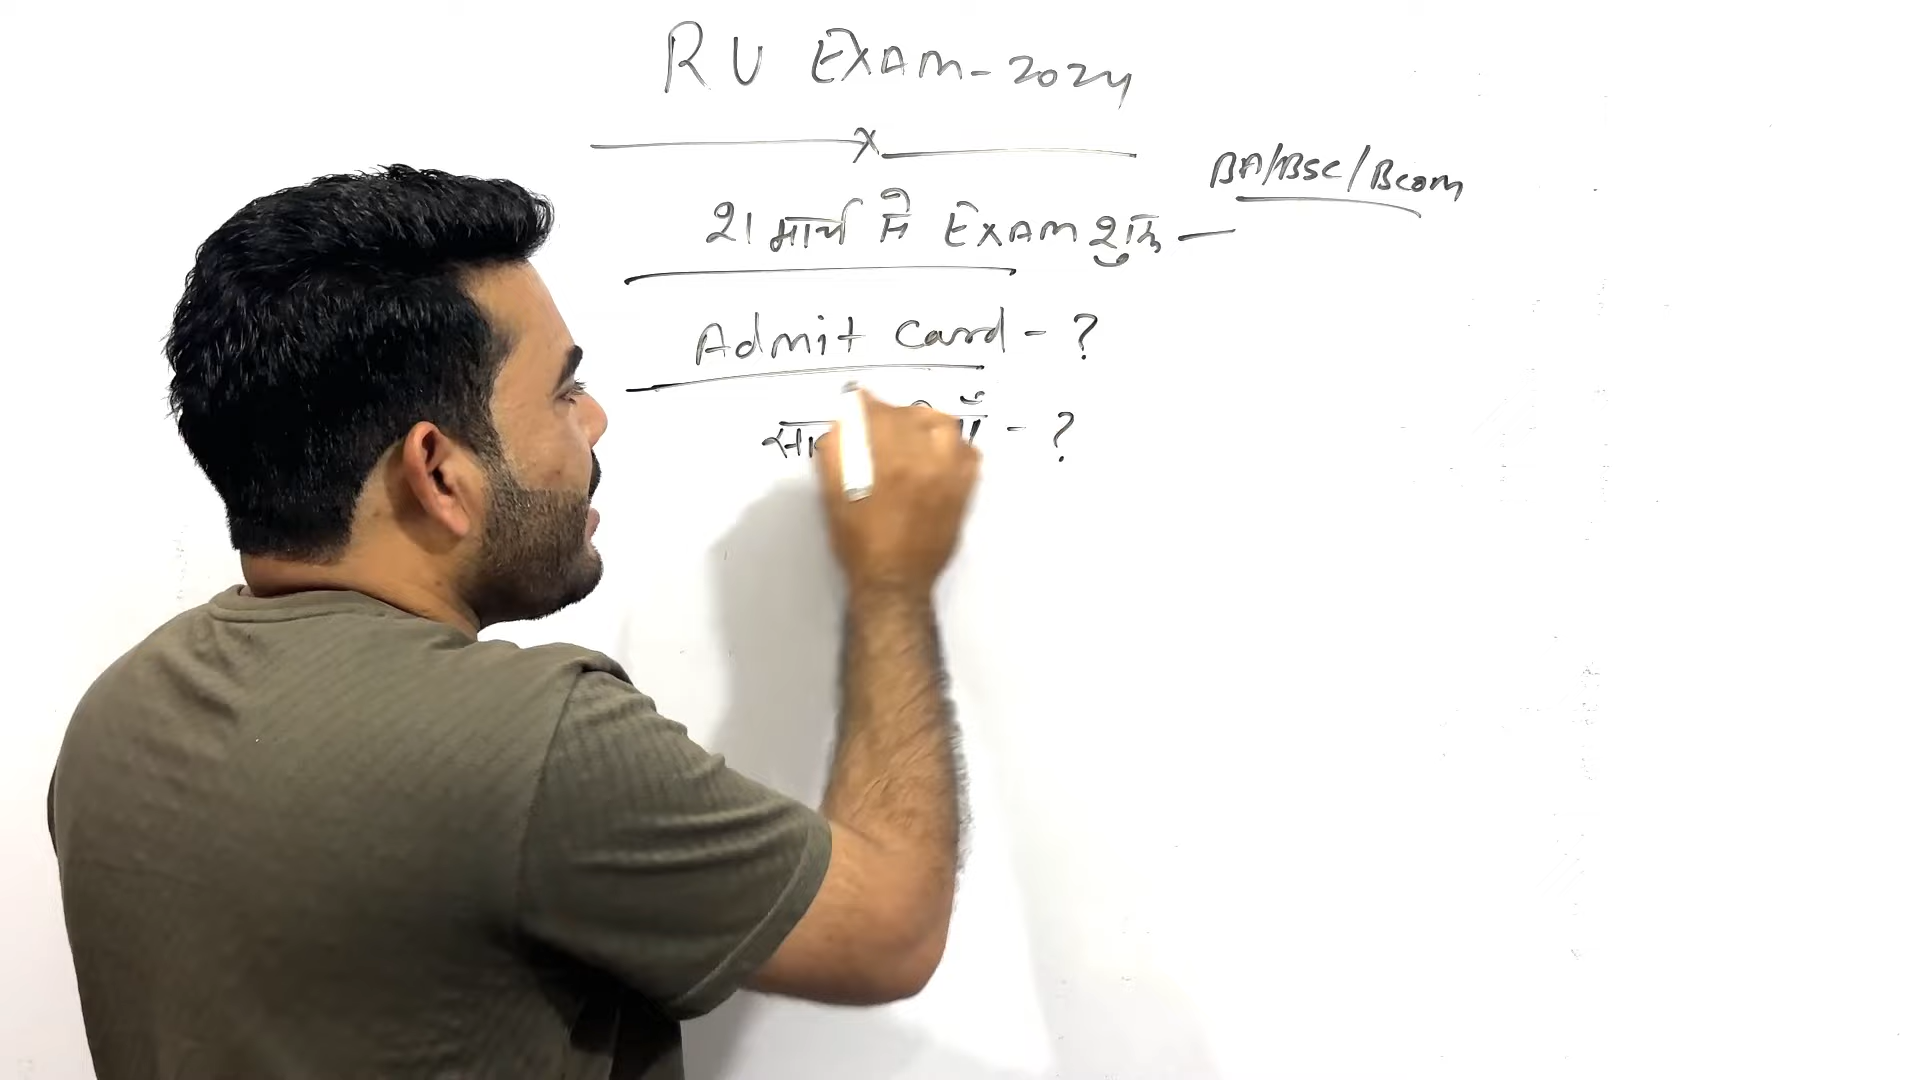 RU EXAM-2024
BA/BSC/Bcom
21 मार्च से EXAM शुरू -
Admit Card - ?
- ?